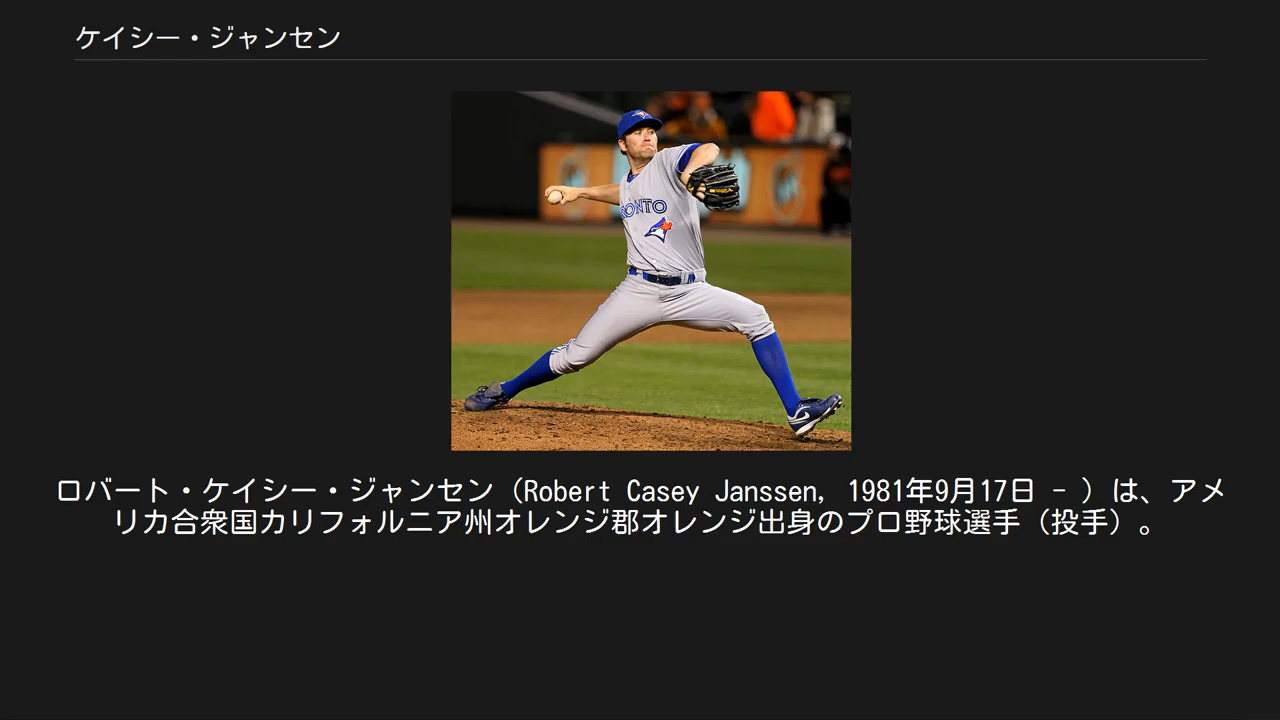 ケイシー・ジャンセン
RONTO
ロバート・ケイシー・ジャンセン（Robert Casey Janssen, 1981年9月17日 - ）は、アメ
リカ合衆国カリフォルニア州オレンジ郡オレンジ出身のプロ野球選手（投手）。